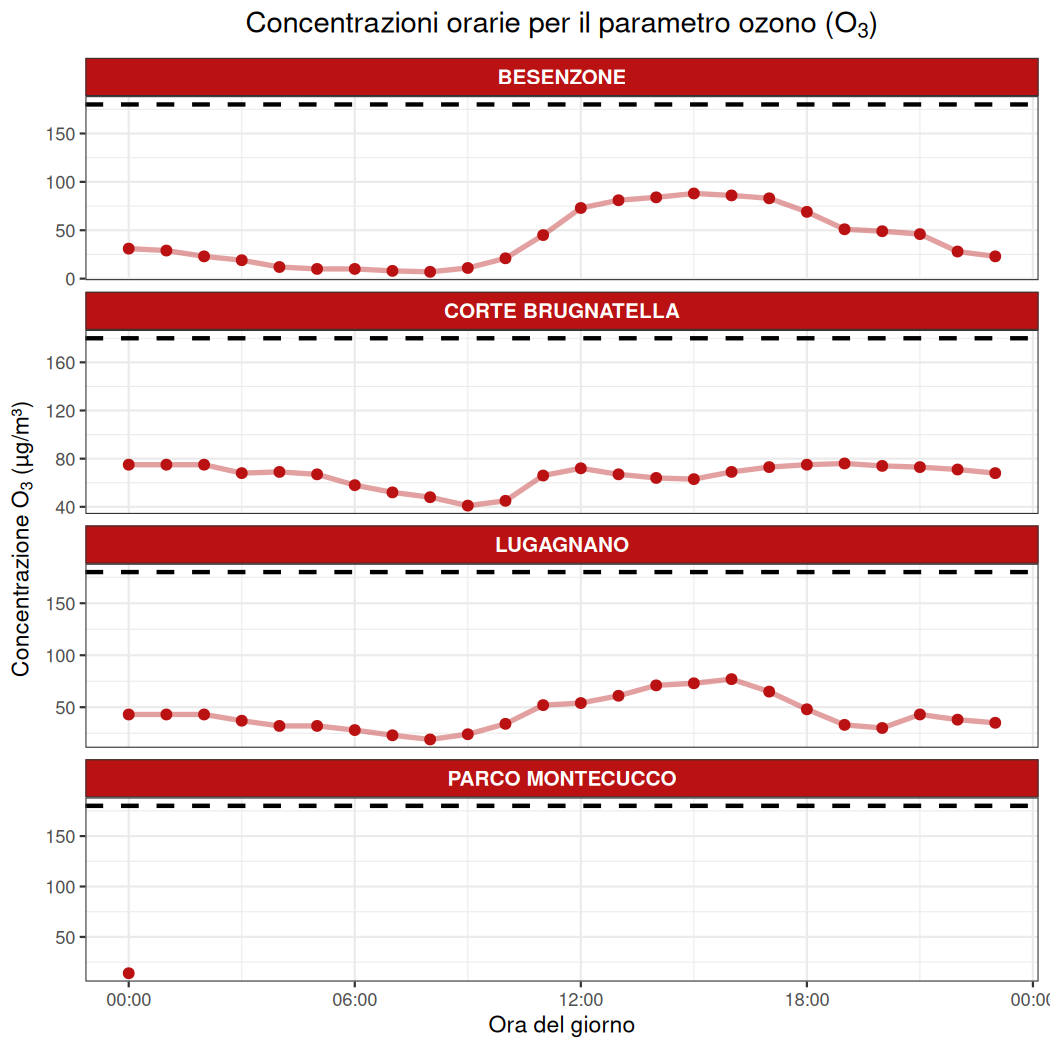 Concentrazioni orarie per il parametro ozono (O₃)
BESENZONE
150
100
50
0
CORTE BRUGNATELLA
160
120
80
40
LUGAGNANO
150
100
50
PARCO MONTECUCCO
150
100
50
Concentrazione O₃ (µg/m³)
00:00 06:00 12:00 18:00 00:00
Ora del giorno